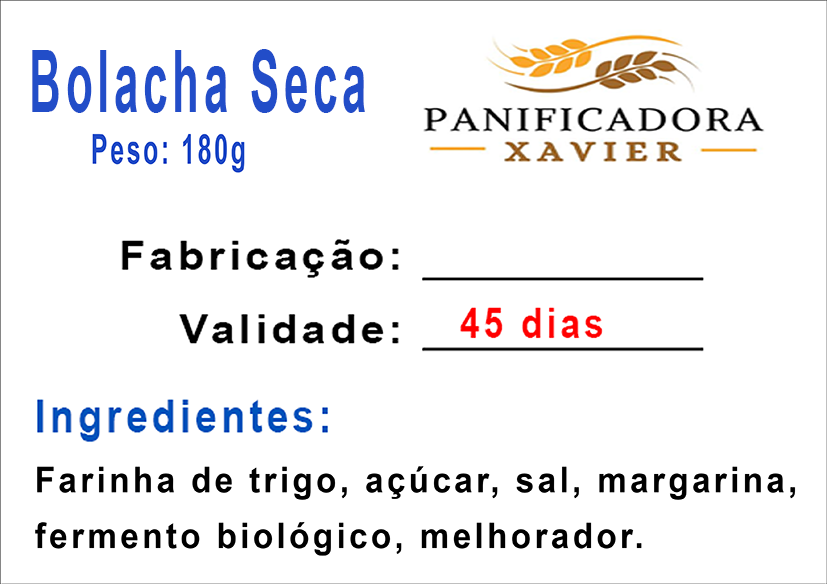 Bolacha Seca
Peso: 180g
PANIFICADORA
XAVIER
Fabricação:
Validade: 45 dias
Ingredientes:
Farinha de trigo, açúcar, sal, margarina,
fermento biológico, melhorador.